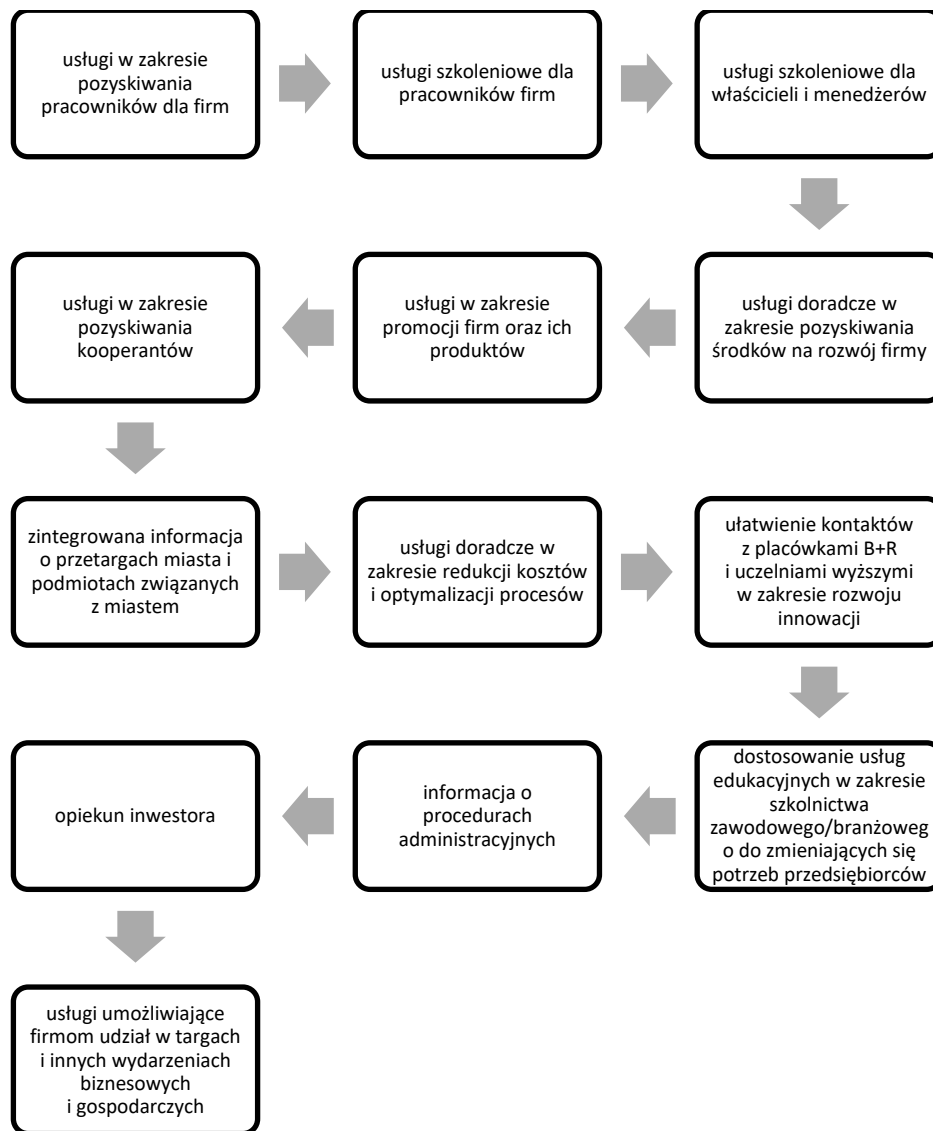 usługi w zakresie
pozyskiwania
pracowników dla firm
usługi szkoleniowe dla
pracowników firm
usługi szkoleniowe dla
właścicieli i menedżerów
usługi doradcze w
zakresie pozyskiwania
środków na rozwój firmy
usługi w zakresie
promocji firm oraz ich
produktów
usługi w zakresie
pozyskiwania
kooperantów
zintegrowana informacja
o przetargach miasta i
podmiotach związanych
z miastem
usługi doradcze w
zakresie redukcji kosztów
i optymalizacji procesów
ułatwienie kontaktów
z placówkami B+R
i uczelniami wyższymi
w zakresie rozwoju
innowacji
dostosowanie usług
edukacyjnych w zakresie
szkolnictwa
zawodowego/branżoweg
o do zmieniających się
potrzeb przedsiębiorców
informacja o
procedurach
administracyjnych
opiekun inwestora
usługi umożliwiające
firmom udział w targach
i innych wydarzeniach
biznesowych
i gospodarczych